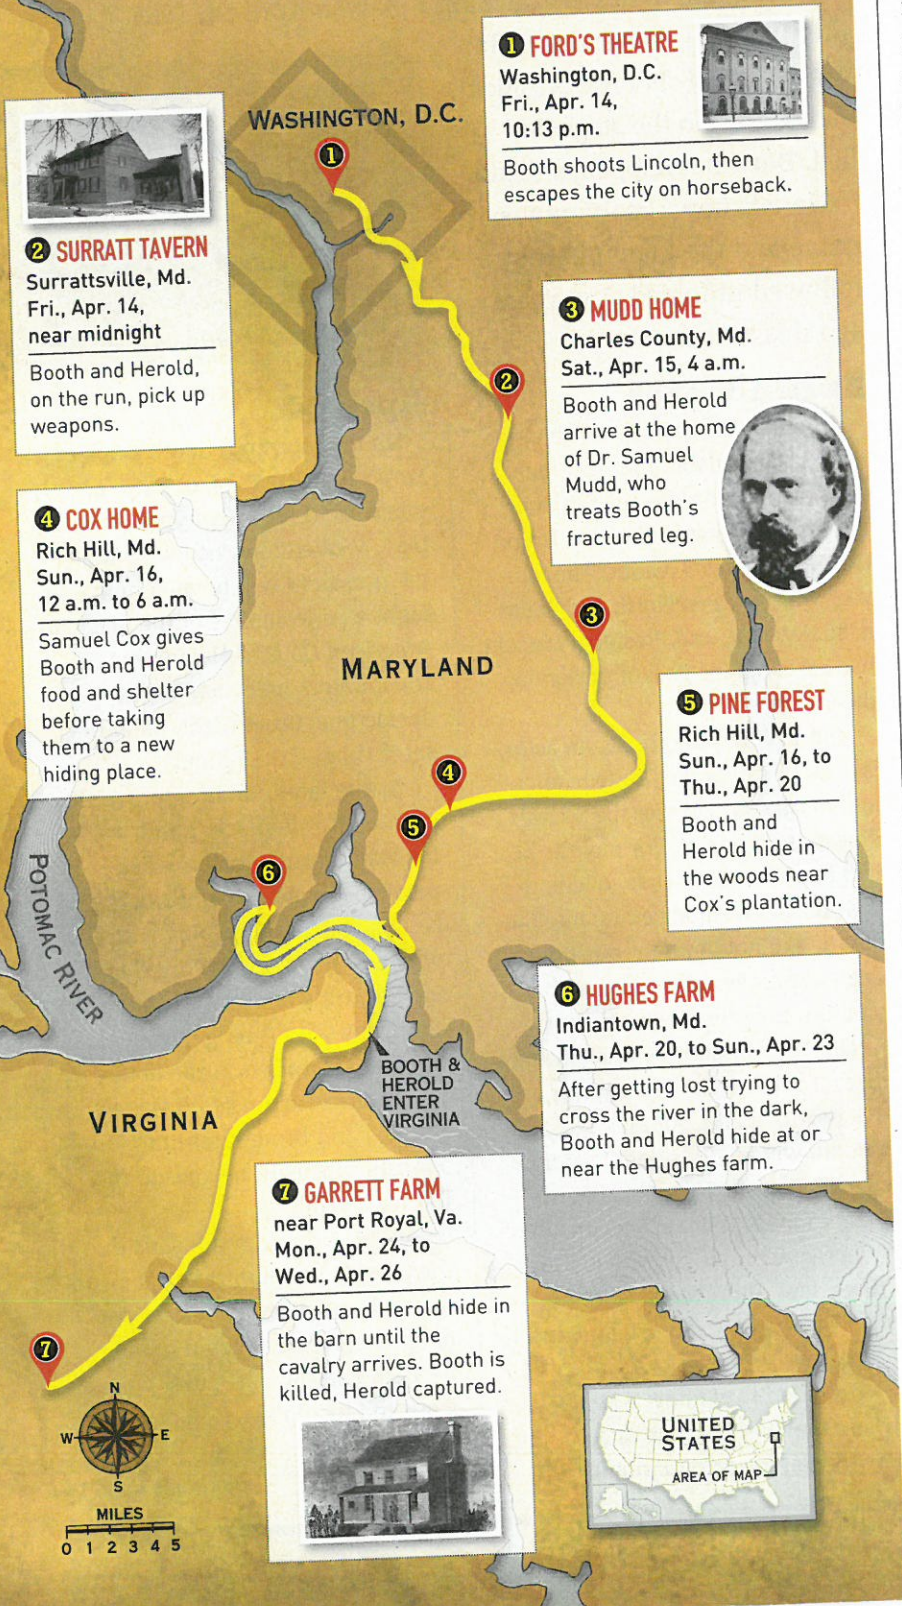 WASHINGTON, D.C.
1
1 FORD'S THEATRE
Washington, D.C.
Fri., Apr. 14,
10:13 p.m.
Booth shoots Lincoln, then
escapes the city on horseback.
2 SURRATT TAVERN
Surrattsville, Md.
Fri., Apr. 14,
near midnight
Booth and Herold,
on the run, pick up
weapons.
2
3 MUDD HOME
Charles County, Md.
Sat., Apr. 15, 4 a.m.
Booth and Herold
arrive at the home
of Dr. Samuel
Mudd, who
treats Booth's
fractured leg.
3
4 COX HOME
Rich Hill, Md.
Sun., Apr. 16,
12 a.m. to 6 a.m.
Samuel Cox gives
Booth and Herold
food and shelter
before taking
them to a new
hiding place.
MARYLAND
4
5
5 PINE FOREST
Rich Hill, Md.
Sun., Apr. 16, to
Thu., Apr. 20
Booth and
Herold hide in
the woods near
Cox's plantation.
6
POTOMAC RIVER
6 HUGHES FARM
Indiantown, Md.
Thu., Apr. 20, to Sun., Apr. 23
After getting lost trying to
cross the river in the dark,
Booth and Herold hide at or
near the Hughes farm.
BOOTH &
HEROLD
ENTER
VIRGINIA
VIRGINIA
7 GARRETT FARM
near Port Royal, Va.
Mon., Apr. 24, to
Wed., Apr. 26
Booth and Herold hide in
the barn until the
cavalry arrives. Booth is
killed, Herold captured.
7
N
W E
S
MILES
0 1 2 3 4 5
UNITED
STATES
AREA OF MAP